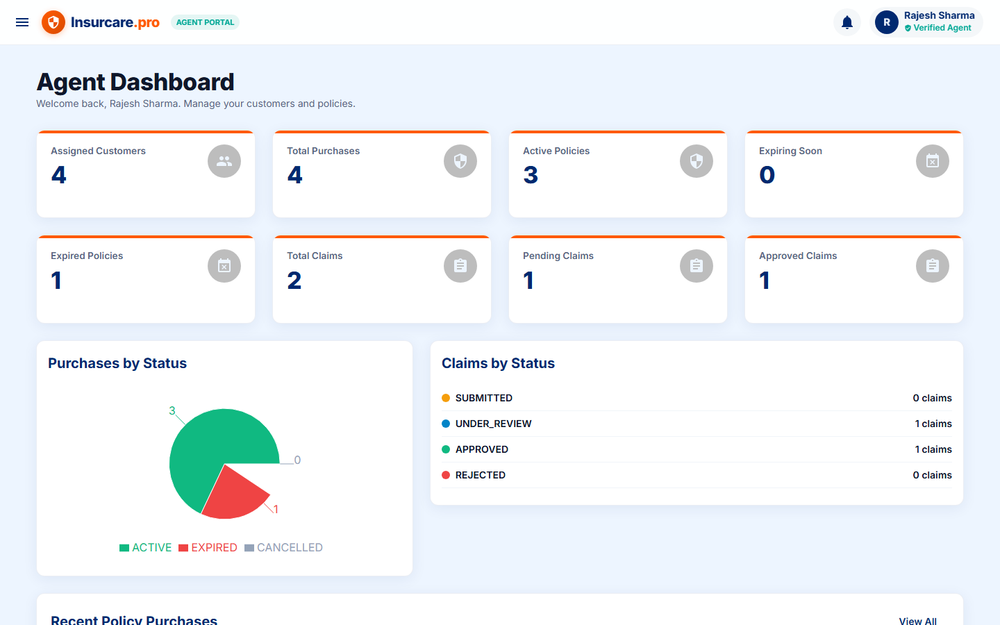 Insurcare.pro
AGENT PORTAL
R
Rajesh Sharma
Verified Agent
Agent Dashboard
Welcome back, Rajesh Sharma. Manage your customers and policies.
Assigned Customers
4
Total Purchases
4
Active Policies
3
Expiring Soon
0
Expired Policies
1
Total Claims
2
Pending Claims
1
Approved Claims
1
Purchases by Status
3
0
1
ACTIVE EXPIRED CANCELLED
Claims by Status
SUBMITTED 0 claims
UNDER_REVIEW 1 claims
APPROVED 1 claims
REJECTED 0 claims
Recent Policy Purchases
View All